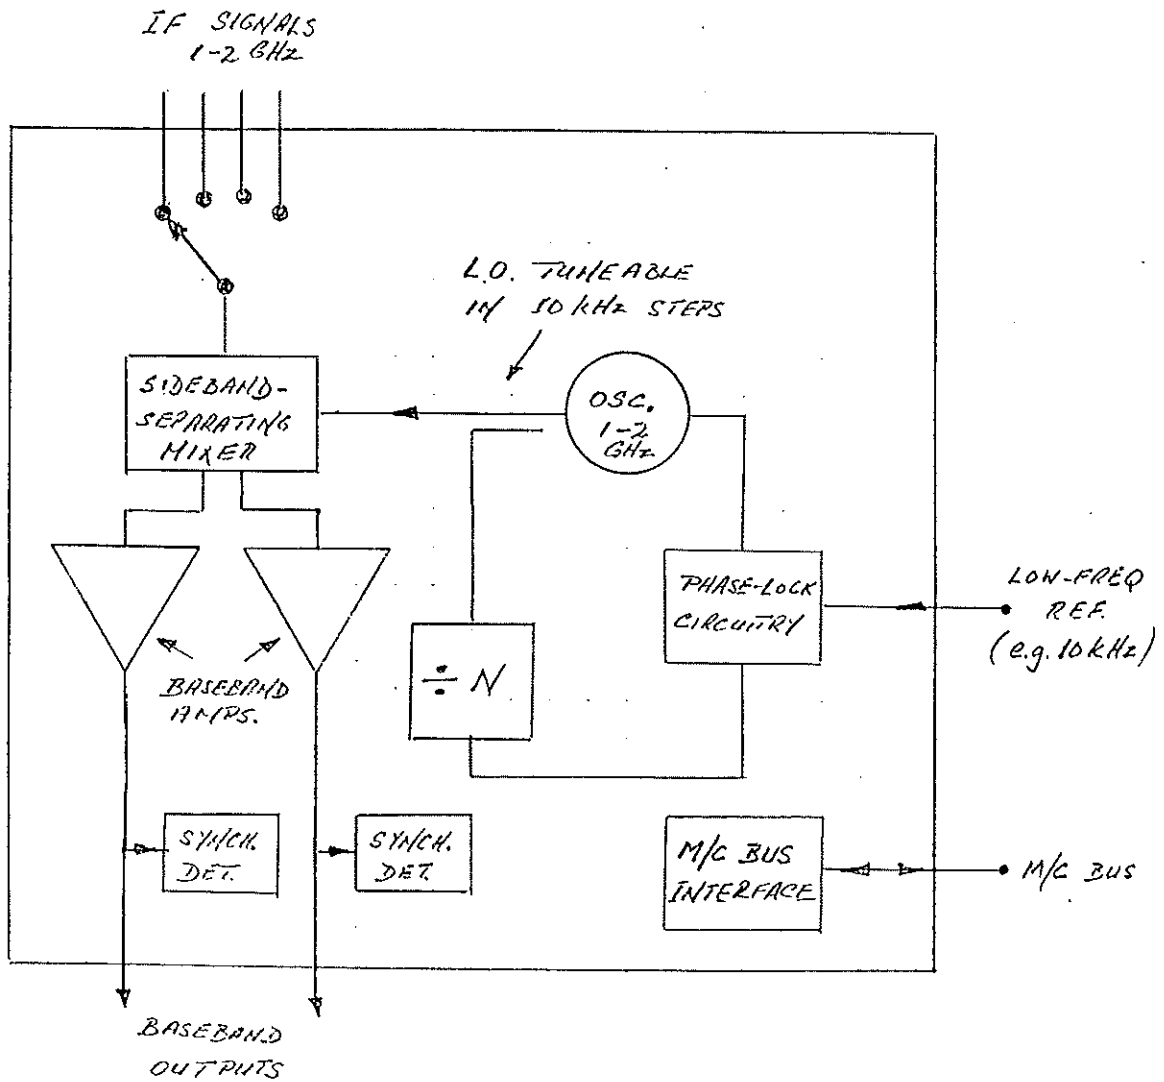 IF SIGNALS
1-2 GHz
L.O. TUNEABLE
IN 10 kHz STEPS
SIDEBAND-
SEPARATING
MIXER
OSC.
1-2
GHz
PHASE-LOCK
CIRCUITRY
LOW-FREQ
REF.
(e.g. 10 kHz)
÷ N
BASEBAND
AMPS.
SYNCH.
DET.
SYNCH.
DET.
M/C BUS
INTERFACE
M/C BUS
BASEBAND
OUTPUTS